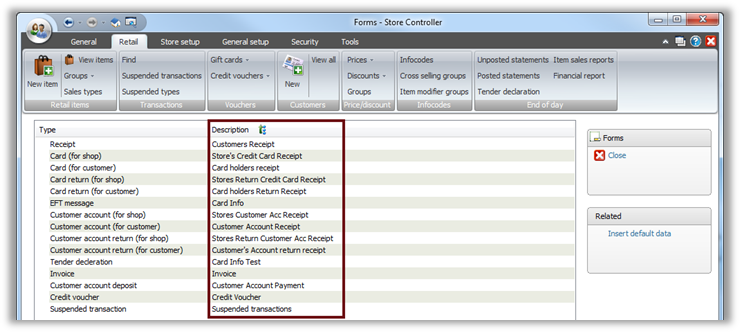 Forms - Store Controller
General Retail Store setup General setup Security Tools
View items Find Gift cards View all Prices Infocodes Unposted statements Item sales reports
Groups Suspended transactions Credit vouchers Discounts Cross selling groups Posted statements Financial report
New item Sales types Suspended types New Groups Item modifier groups Tender declaration
Retail items Transactions Vouchers Customers Price/discount Infocodes End of day
Type Description
Receipt Customers Receipt
Card (for shop) Store's Credit Card Receipt
Card (for customer) Card holders receipt
Card return (for shop) Stores Return Credit Card Receipt
Card return (for customer) Card holders Return Receipt
EFT message Card Info
Customer account (for shop) Stores Customer Acc Receipt
Customer account (for customer) Customer Account Receipt
Customer account return (for shop) Stores Return Customer Acc Receipt
Customer account return (for customer) Customer's Account return receipt
Tender decleration Card Info Test
Invoice Invoice
Customer account deposit Customer Account Payment
Credit voucher Credit Voucher
Suspended transaction Suspended transactions
Forms
Close
Related
Insert default data